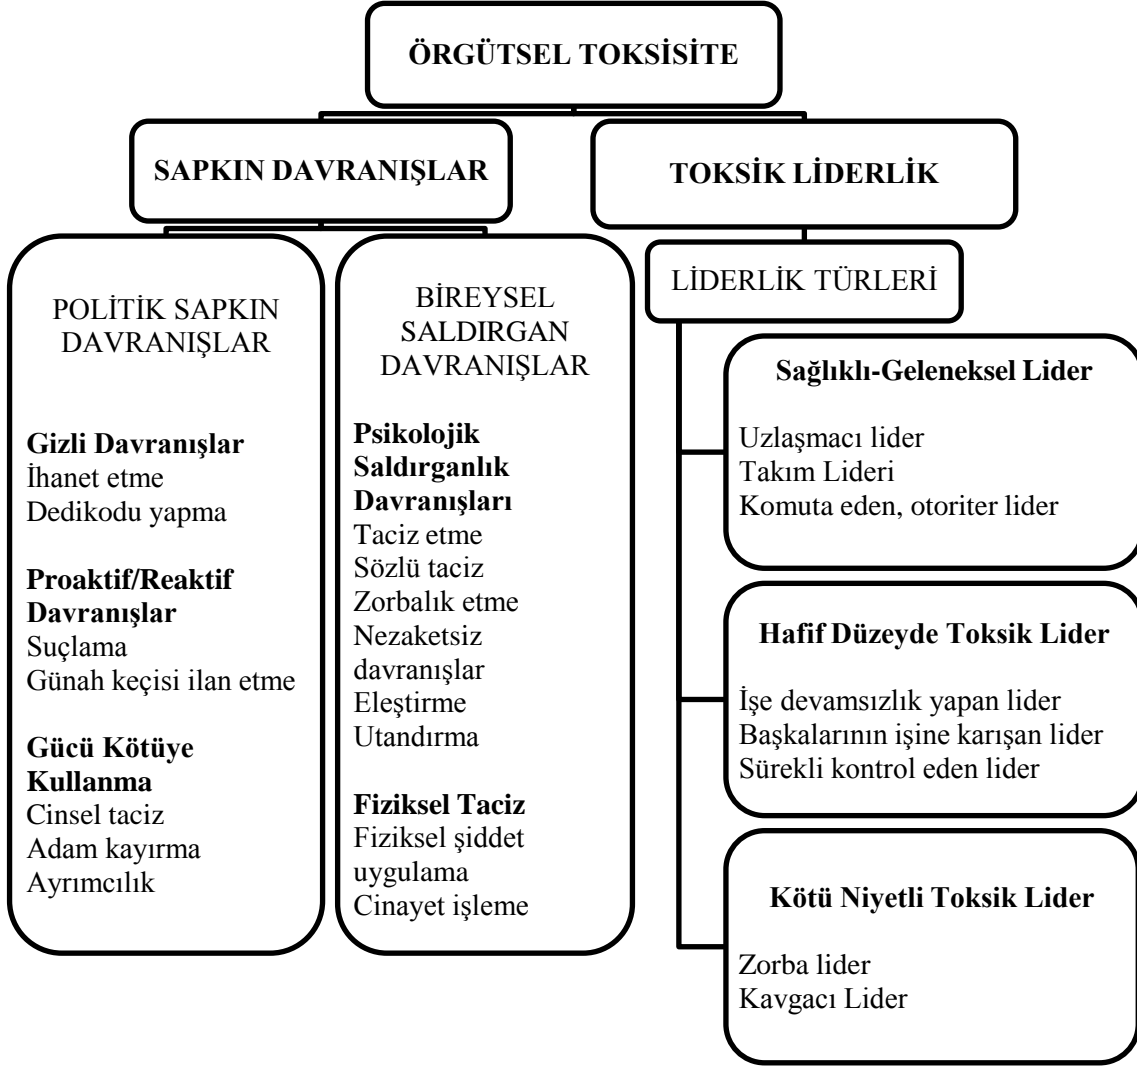 ÖRGÜTSEL TOKSİSİTE
SAPKIN DAVRANIŞLAR
TOKSİK LİDERLİK
POLİTİK SAPKIN
DAVRANIŞLAR
Gizli Davranışlar
İhanet etme
Dedikodu yapma
Proaktif/Reaktif
Davranışlar
Suçlama
Günah keçisi ilan etme
Gücü Kötüye
Kullanma
Cinsel taciz
Adam kayırma
Ayrımcılık
BİREYSEL
SALDIRGAN
DAVRANIŞLAR
Psikolojik
Saldırganlık
Davranışları
Taciz etme
Sözlü taciz
Zorbalık etme
Nezaketsiz
davranışlar
Eleştirme
Utandırma
Fiziksel Taciz
Fiziksel şiddet
uygulama
Cinayet işleme
LİDERLİK TÜRLERİ
Sağlıklı-Geleneksel Lider
Uzlaşmacı lider
Takım Lideri
Komuta eden, otoriter lider
Hafif Düzeyde Toksik Lider
İşe devamsızlık yapan lider
Başkalarının işine karışan lider
Sürekli kontrol eden lider
Kötü Niyetli Toksik Lider
Zorba lider
Kavgacı Lider